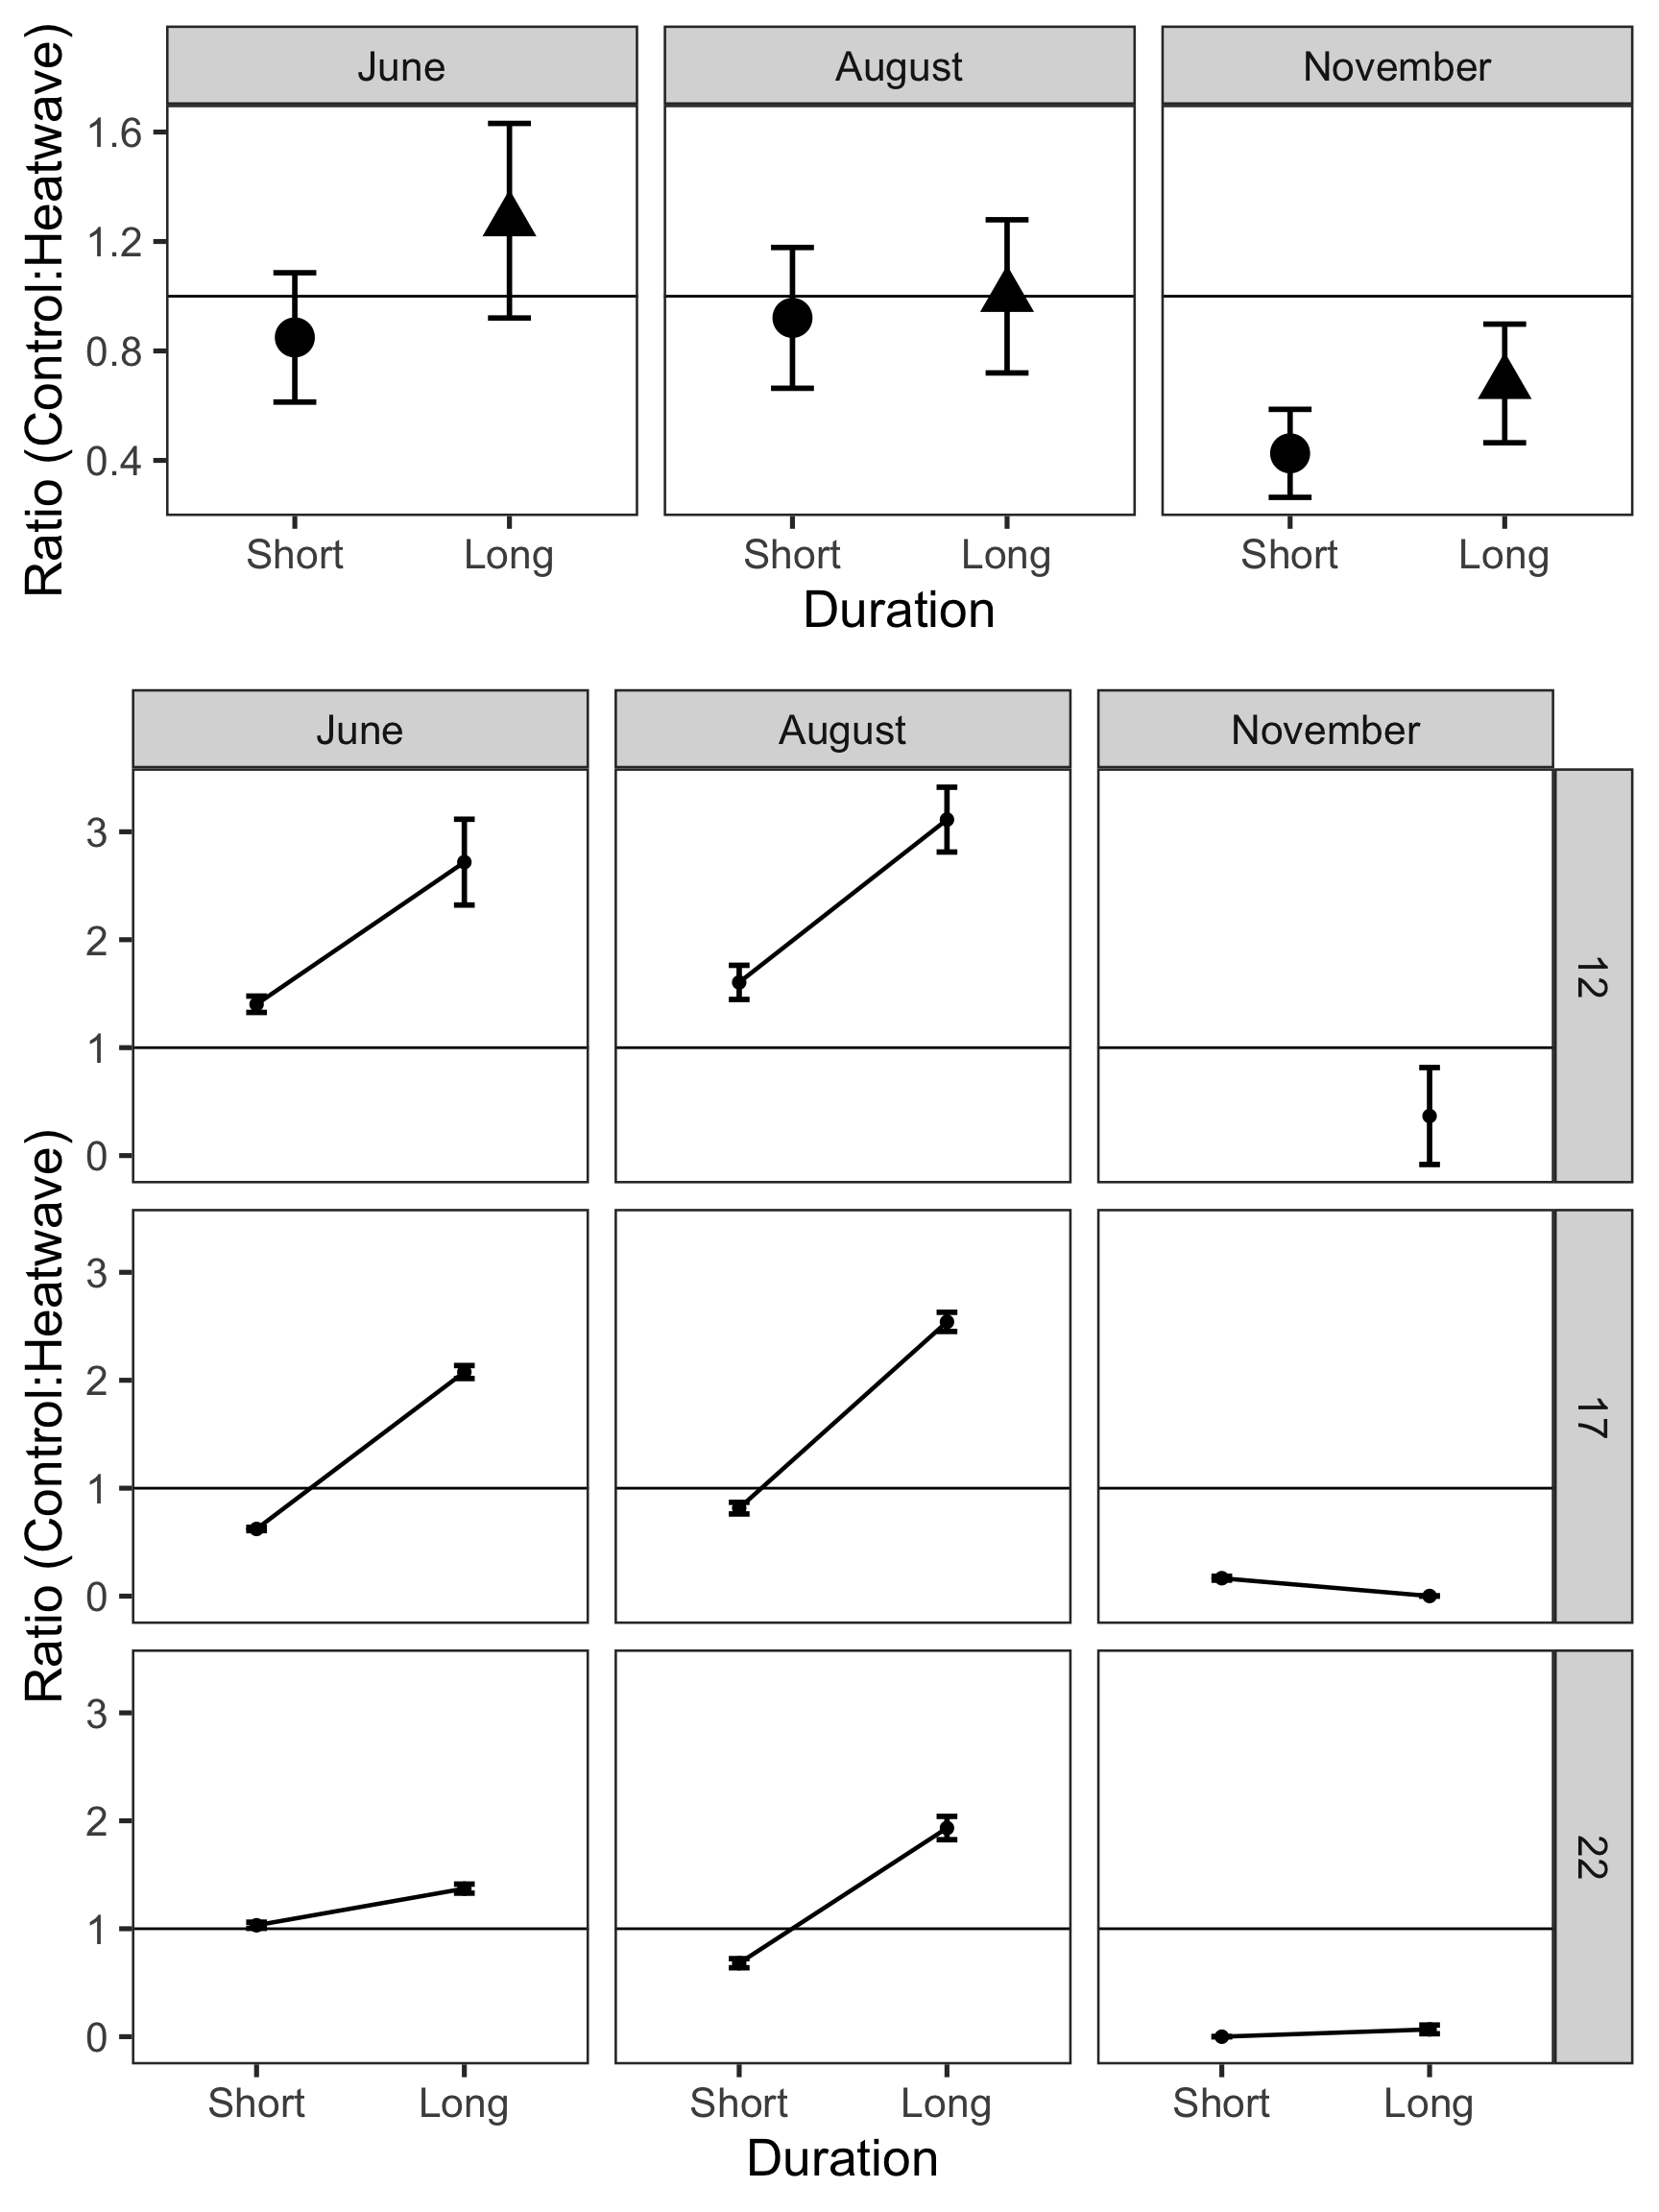 June August November
Ratio (Control:Heatwave)
1.6
1.2
0.8
0.4
Short Long Short Long Short Long
Duration
June August November
Ratio (Control:Heatwave)
3
2
1
0
12
3
2
1
0
17
3
2
1
0
22
Short Long Short Long Short Long
Duration